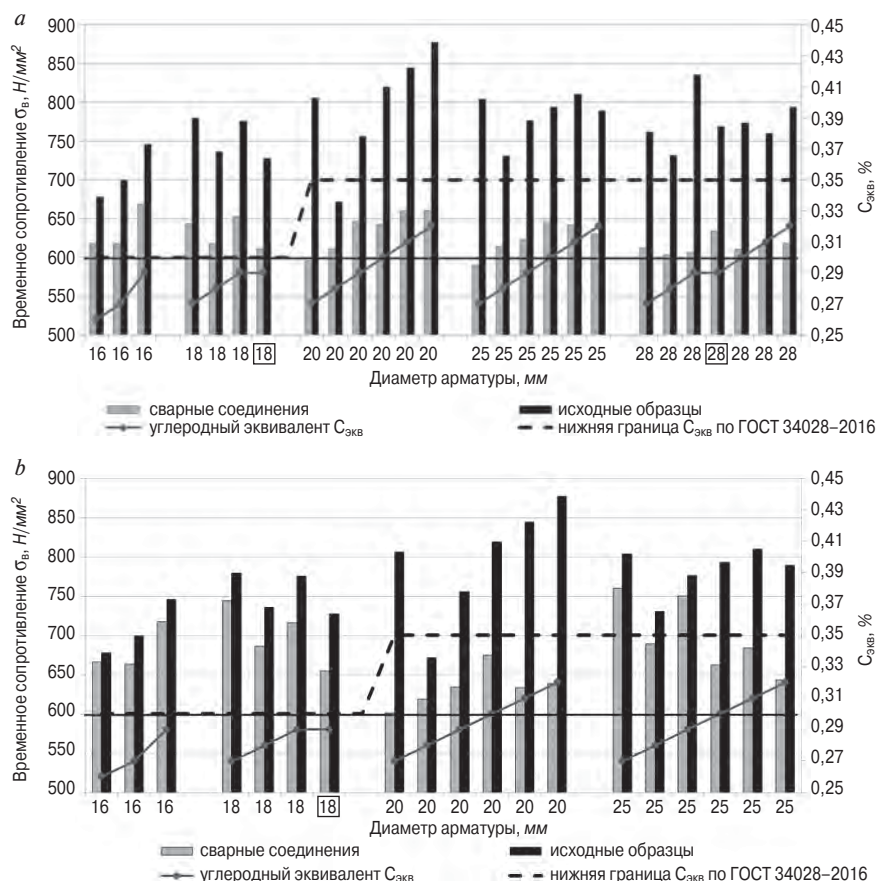 a
900
850
800
750
700
650
600
550
500
Временное сопротивление σв, Н/мм²
0,45
0,43
0,41
0,39
0,37
0,35
0,33
0,31
0,29
0,27
0,25
Сэкв, %
16 16 16 18 18 18 18 20 20 20 20 20 20 25 25 25 25 25 25 28 28 28 28 28 28 28
Диаметр арматуры, мм
сварные соединения исходные образцы
углеродный эквивалент Сэкв нижняя граница Сэкв по ГОСТ 34028–2016
b
900
850
800
750
700
650
600
550
500
Временное сопротивление σв, Н/мм²
0,45
0,43
0,41
0,39
0,37
0,35
0,33
0,31
0,29
0,27
0,25
Сэкв, %
16 16 16 18 18 18 18 20 20 20 20 20 20 25 25 25 25 25 25
Диаметр арматуры, мм
сварные соединения исходные образцы
углеродный эквивалент Сэкв нижняя граница Сэкв по ГОСТ 34028–2016